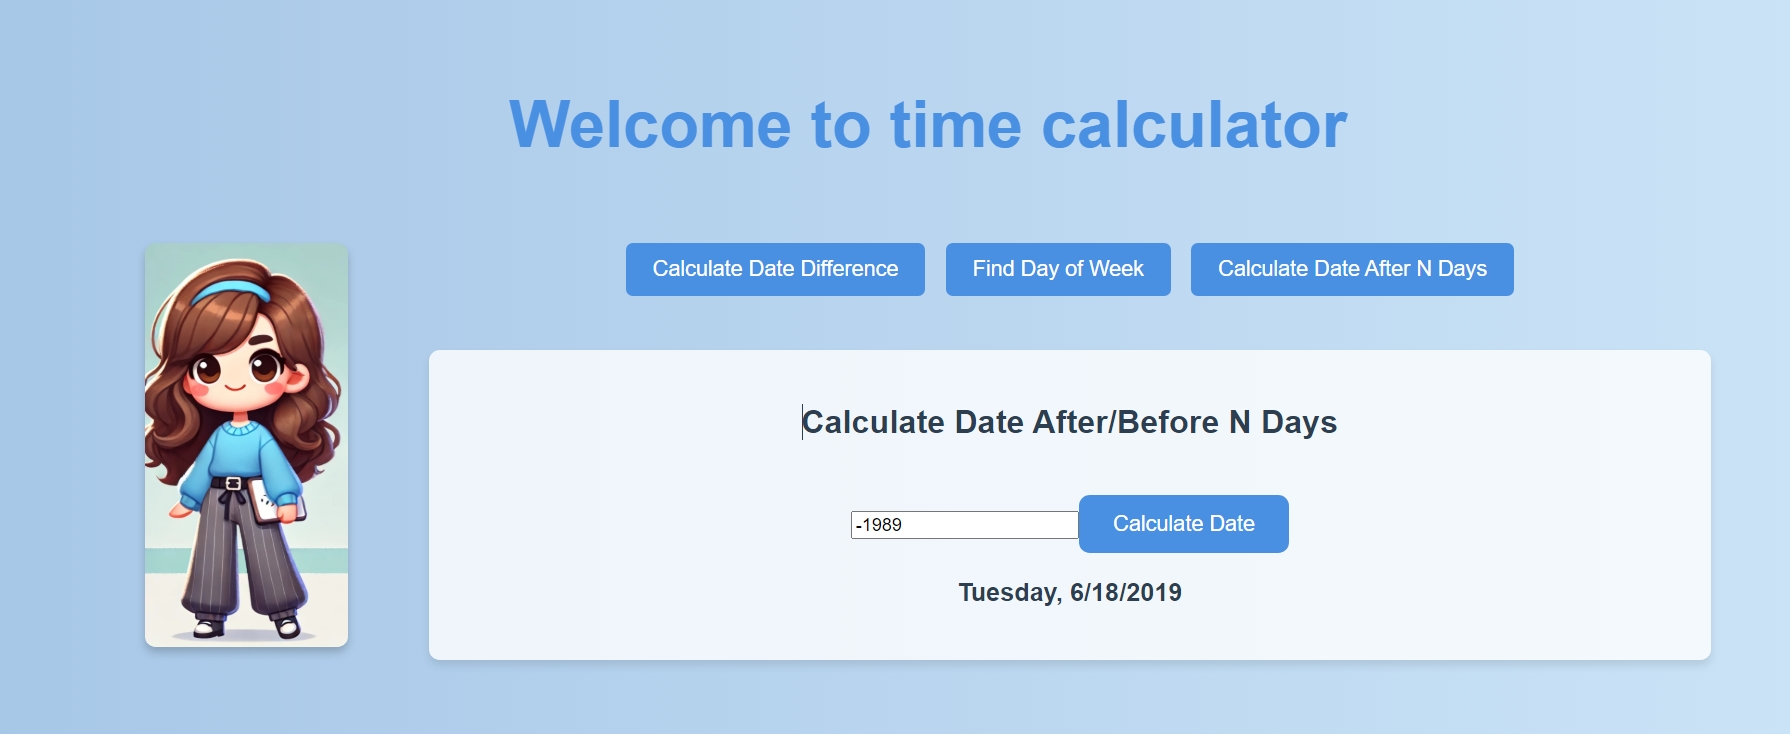 Welcome to time calculator
Calculate Date Difference
Find Day of Week
Calculate Date After N Days
Calculate Date After/Before N Days
-1989
Calculate Date
Tuesday, 6/18/2019